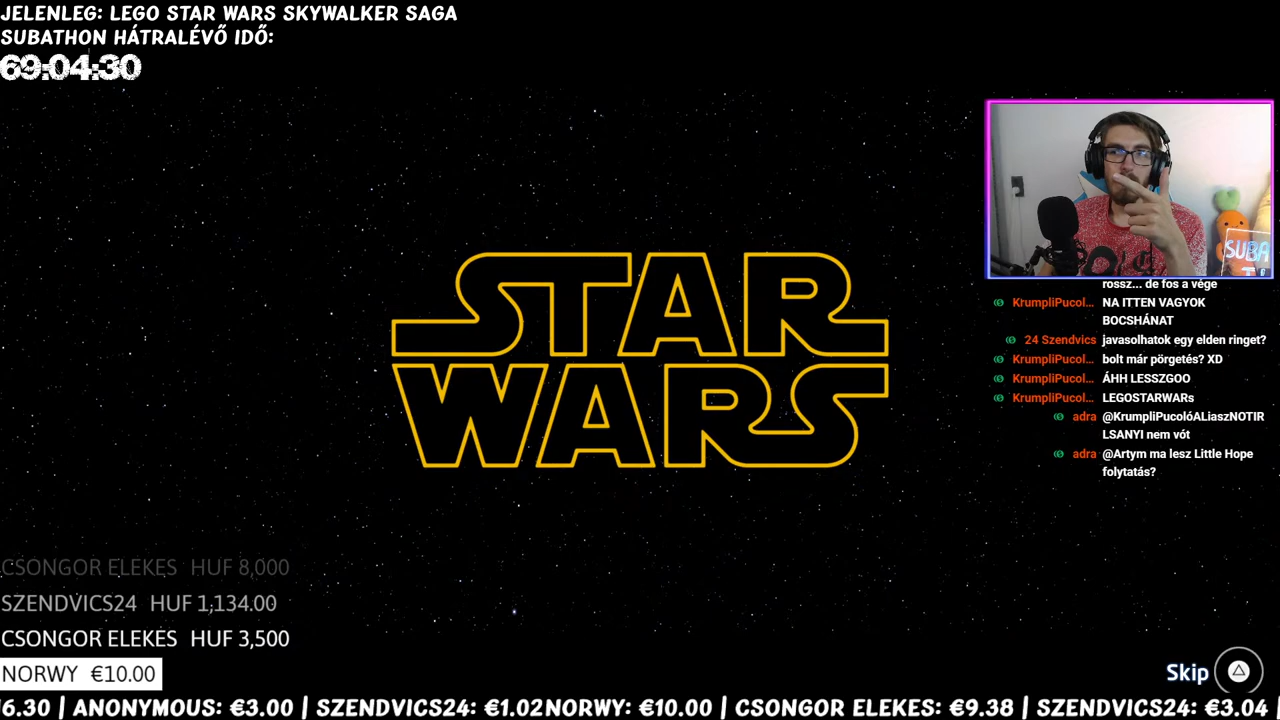 JELENLEG: LEGO STAR WARS SKYWALKER SAGA
SUBATHON HÁTRALÉVŐ IDŐ:
69:04:30
STAR
WARS
SUBA
rossz... de fos a vége
KrumpliPucol... NA ITTEN VAGYOK
BOCSHÁNAT
24 Szendvics javasolhatok egy elden ringet?
KrumpliPucol... bolt már pörgetés? XD
KrumpliPucol... ÁHH LESSZGOO
KrumpliPucol... LEGOSTARWARs
adra @KrumpliPucolóALiaszNOTIR
LSANYI nem vót
adra @Artym ma lesz Little Hope
folytatás?
CSONGOR ELEKES HUF 8,000
SZENDVICS24 HUF 1,134.00
CSONGOR ELEKES HUF 3,500
NORWY €10.00
Skip
6.30 | ANONYMOUS: €3.00 | SZENDVICS24: €1.02NORWY: €10.00 | CSONGOR ELEKES: €9.38 | SZENDVICS24: €3.04